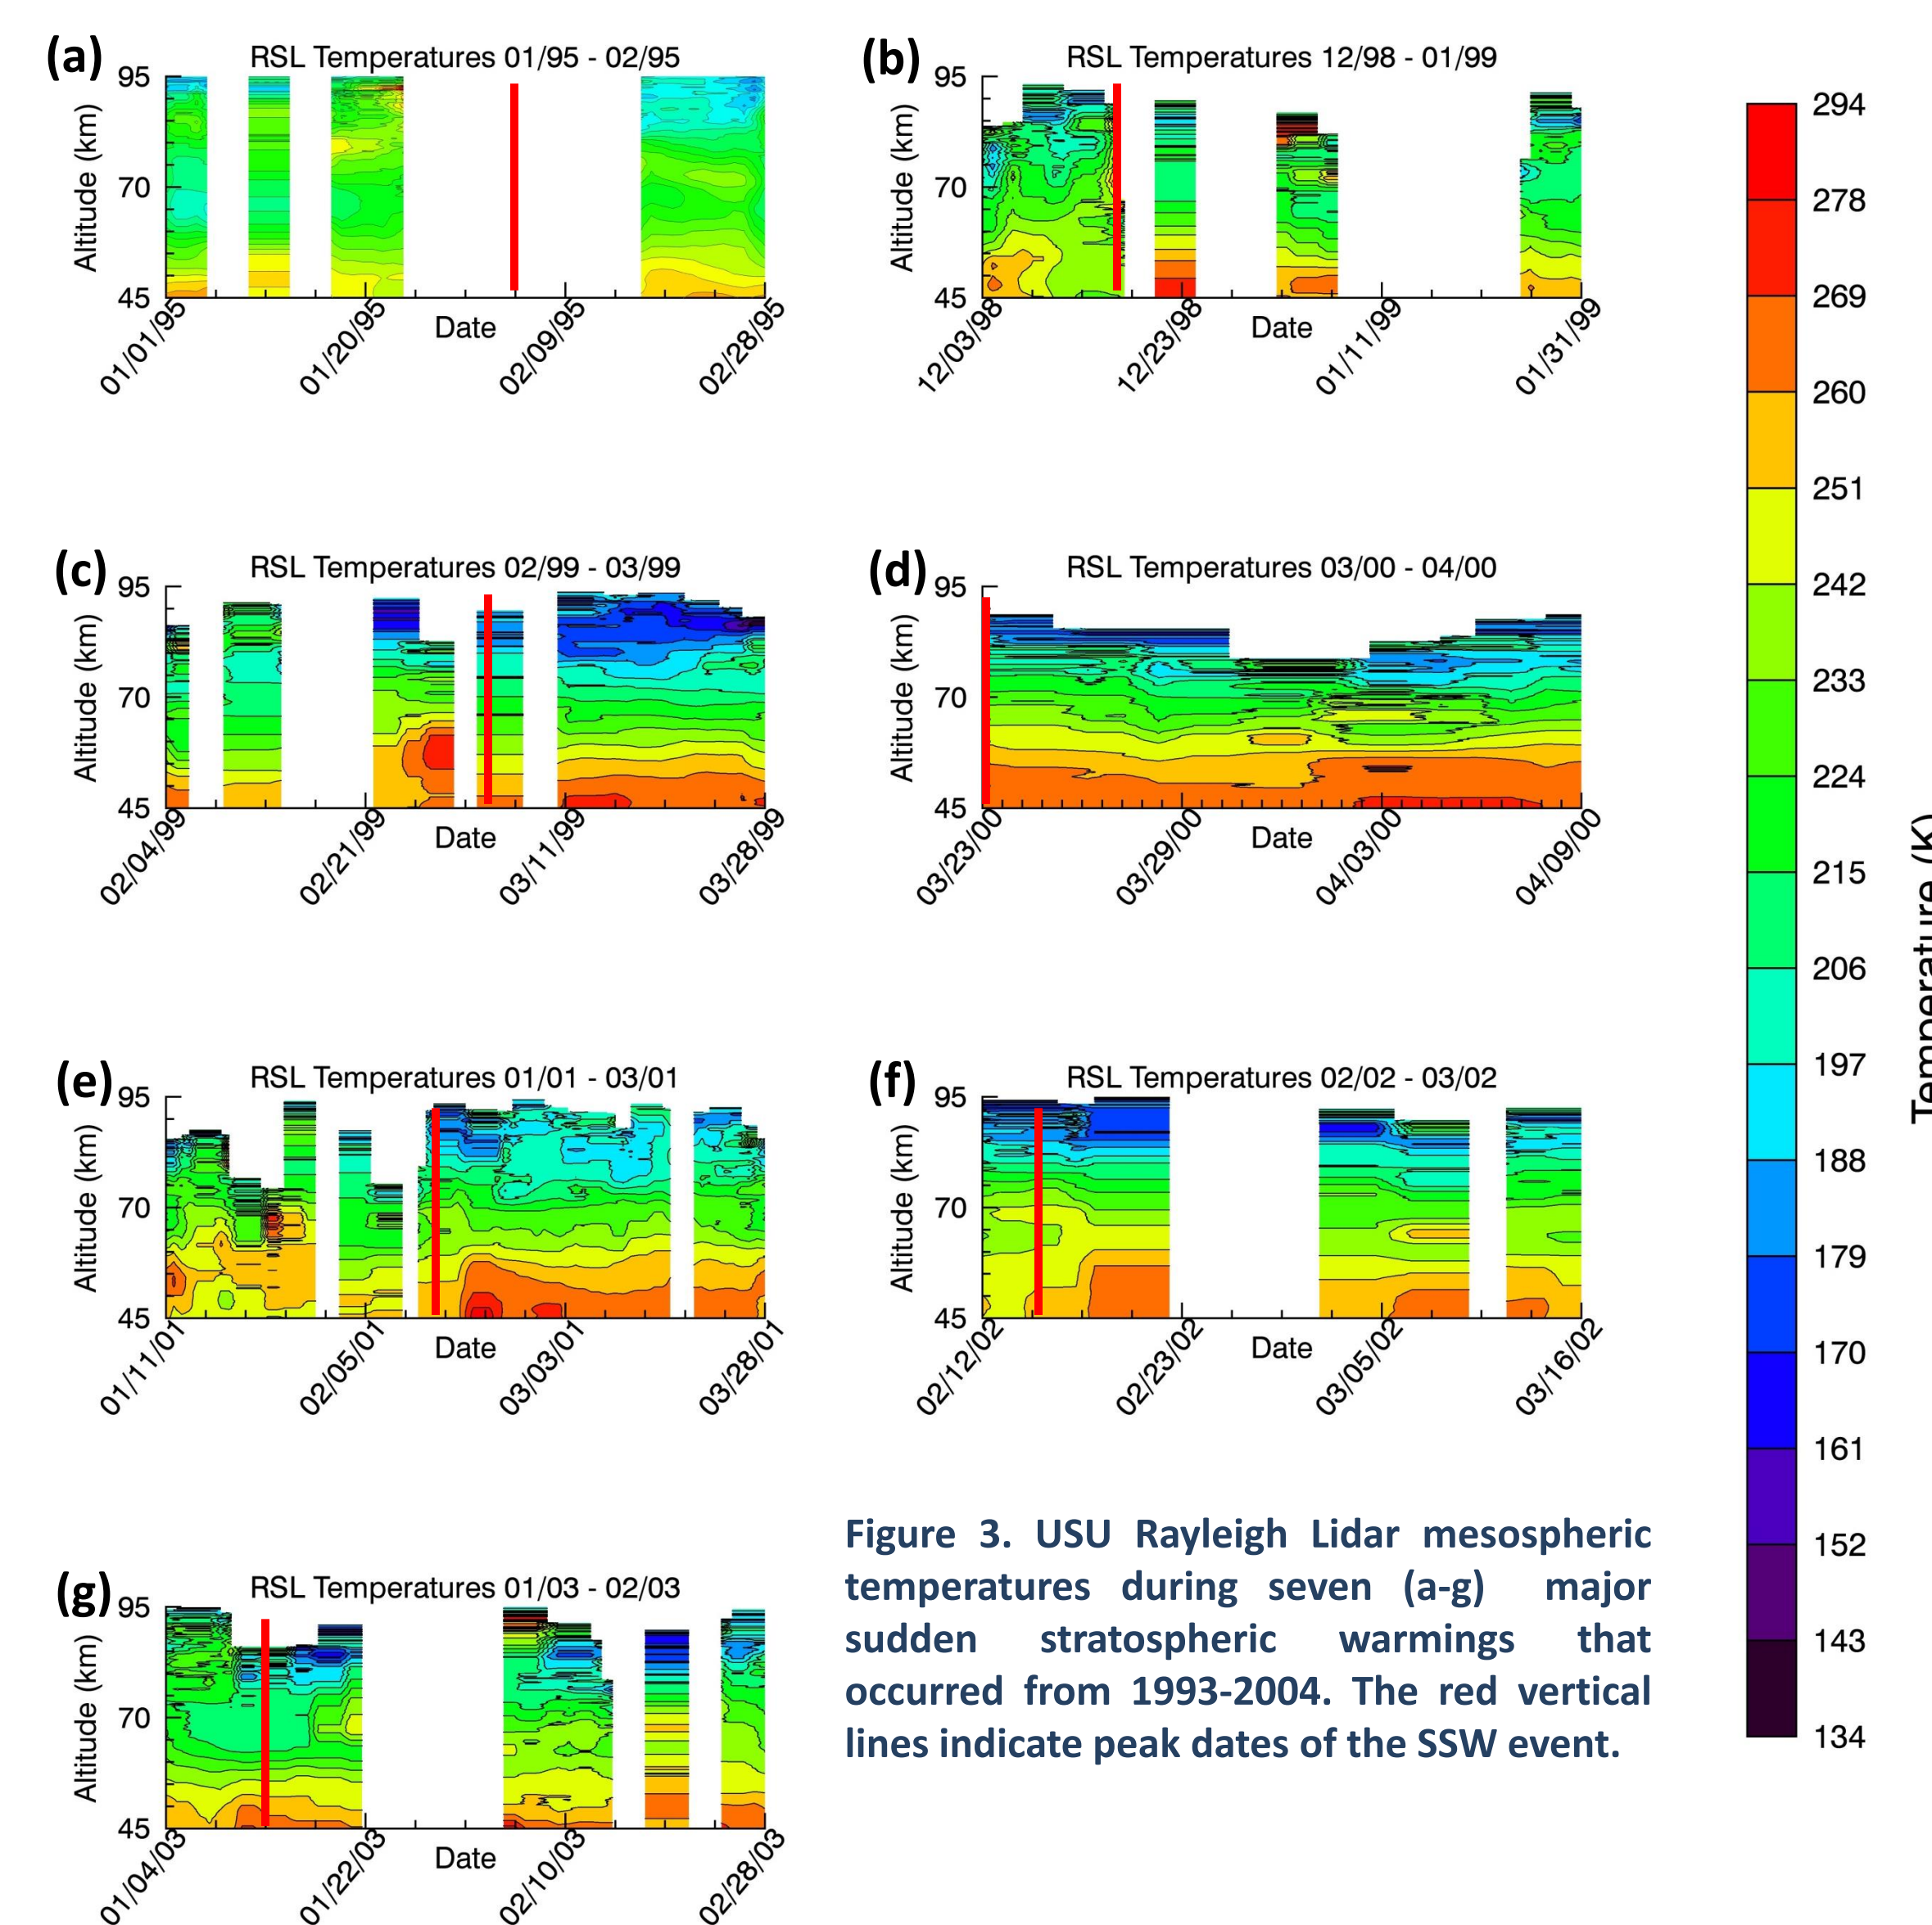 (a)
RSL Temperatures 01/95 - 02/95
95
70
45
Altitude (km)
01/01/95
01/20/95
02/09/95
02/28/95
Date
(b)
RSL Temperatures 12/98 - 01/99
95
70
45
Altitude (km)
12/03/98
12/23/98
01/11/99
01/31/99
Date
(c)
RSL Temperatures 02/99 - 03/99
95
70
45
Altitude (km)
02/04/99
02/21/99
03/11/99
03/28/99
Date
(d)
RSL Temperatures 03/00 - 04/00
95
70
45
Altitude (km)
03/23/00
03/29/00
04/03/00
04/09/00
Date
(e)
RSL Temperatures 01/01 - 03/01
95
70
45
Altitude (km)
01/11/01
02/05/01
03/03/01
03/28/01
Date
(f)
RSL Temperatures 02/02 - 03/02
95
70
45
Altitude (km)
02/12/02
02/23/02
03/05/02
03/16/02
Date
(g)
RSL Temperatures 01/03 - 02/03
95
70
45
Altitude (km)
01/04/03
01/22/03
02/10/03
02/28/03
Date
Figure 3. USU Rayleigh Lidar mesospheric
temperatures during seven (a-g) major
sudden stratospheric warmings that
occurred from 1993-2004. The red vertical
lines indicate peak dates of the SSW event.
294
278
269
260
251
242
233
224
215
206
197
188
179
170
161
152
143
134
Temperature (K)